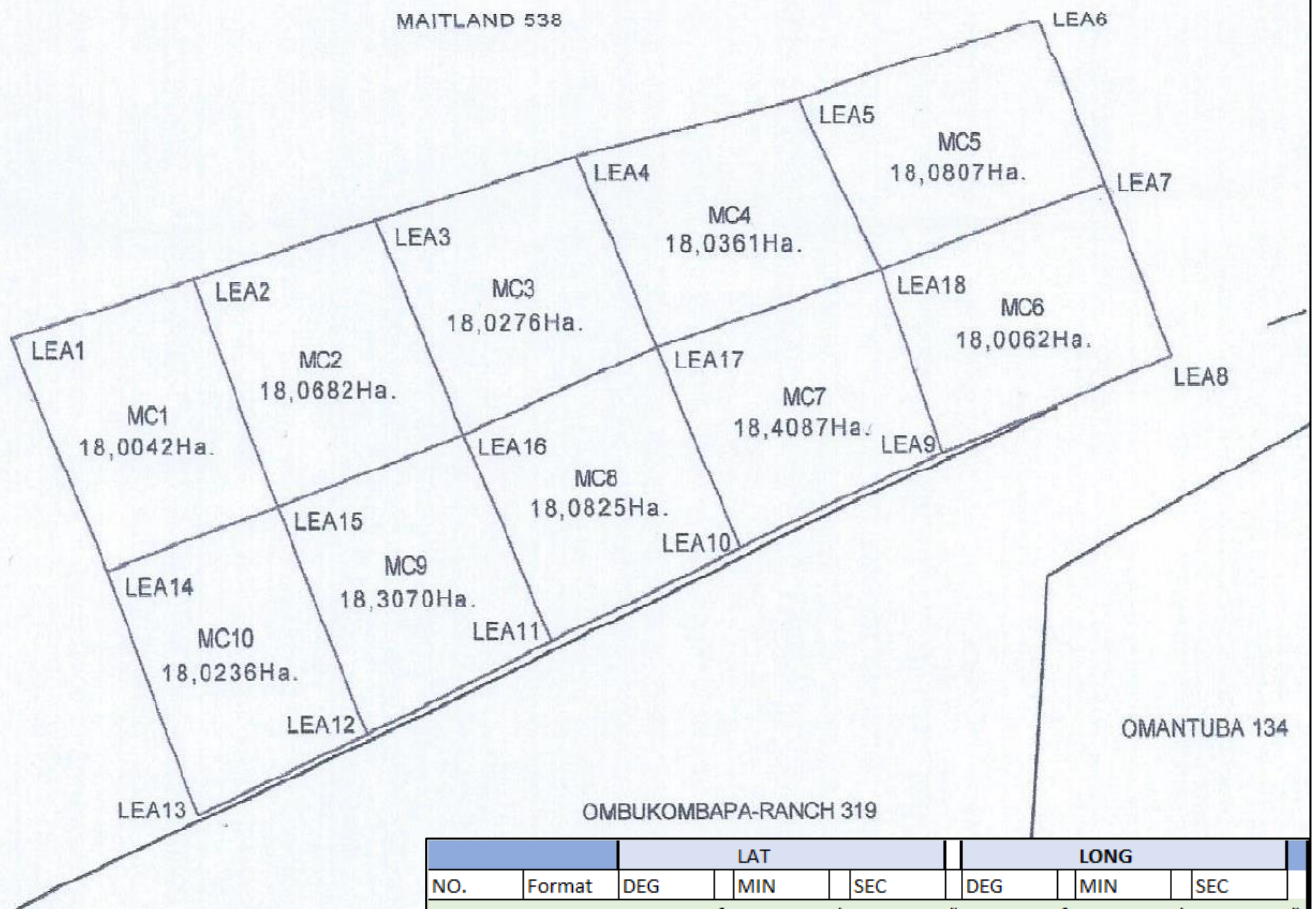 MAITLAND 538
LEA6
LEA5
MC5
18,0807Ha.
LEA4
LEA7
MC4
18,0361Ha.
LEA3
MC3
18,0276Ha.
LEA2
LEA18
MC6
18,0062Ha.
LEA1
MC2
18,0682Ha.
LEA17
LEA8
MC1
18,0042Ha.
MC7
18,4087Ha.
LEA9
LEA16
MC8
18,0825Ha.
LEA15
LEA10
LEA14
MC9
18,3070Ha.
LEA11
MC10
18,0236Ha.
LEA12
OMANTUBA 134
LEA13
OMBUKOMBAPA-RANCH 319
LAT LONG
NO. Format DEG MIN SEC DEG MIN SEC